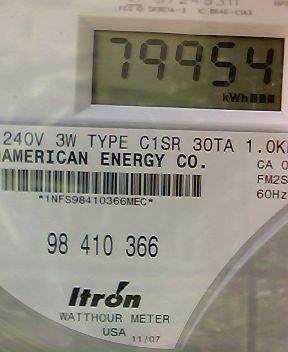 79954
kWh
240V 3W TYPE C1SR 30TA 1.0K
AMERICAN ENERGY CO.
CA 0
*1NFS98410366MEC*
FM2S
60Hz
98 410 366
Itron
WATTHOUR METER
USA 11/07